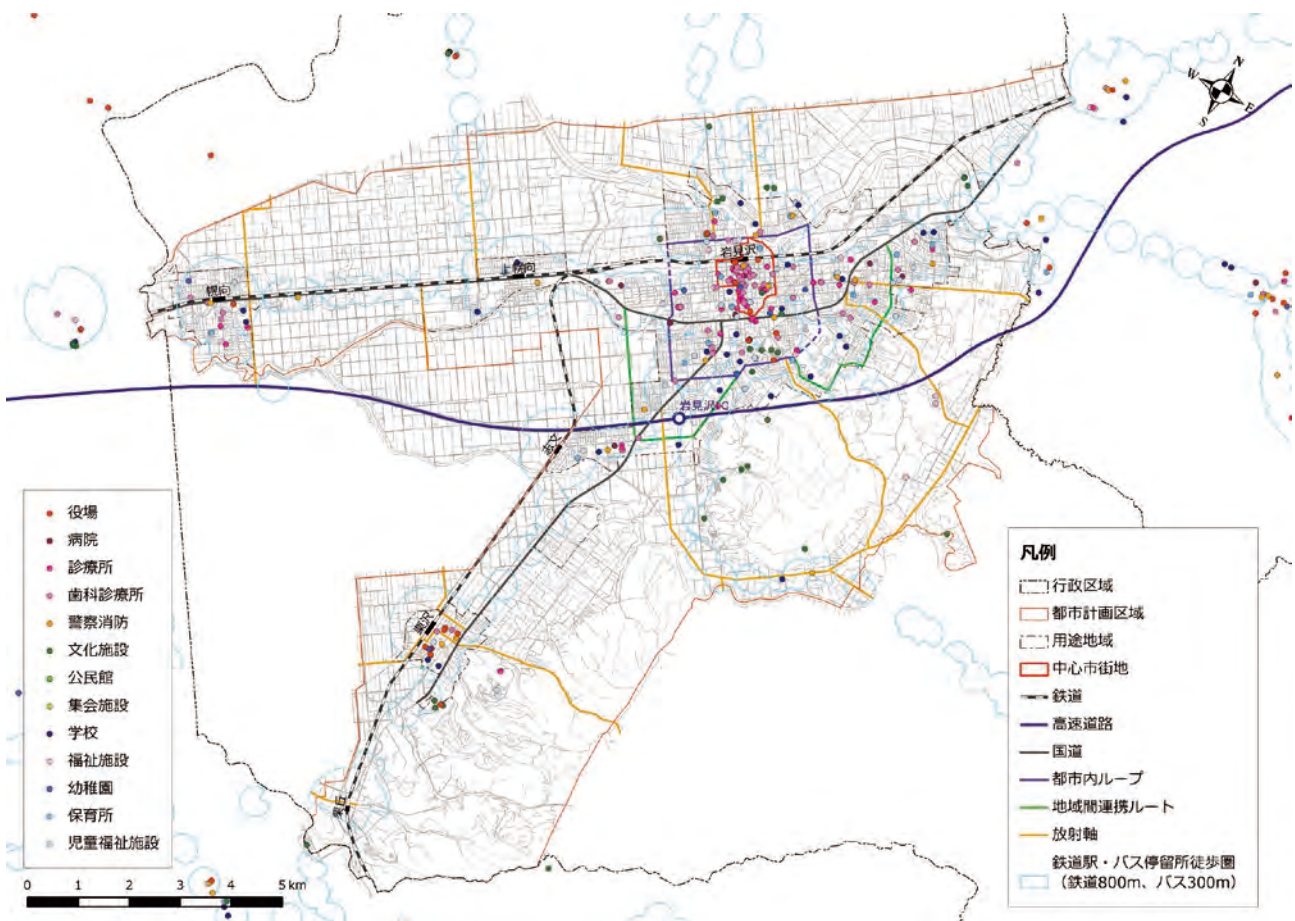 N
W
E
S
岩見沢
上幌向
幌向
岩見沢IC
志文
栗沢
栗丘
役場
病院
診療所
歯科診療所
警察消防
文化施設
公民館
集会施設
学校
福祉施設
幼稚園
保育所
児童福祉施設
0 1 2 3 4 5 km
凡例
行政区域
都市計画区域
用途地域
中心市街地
鉄道
高速道路
国道
都市内ループ
地域間連携ルート
放射軸
鉄道駅・バス停留所徒歩圏
（鉄道800m、バス300m）